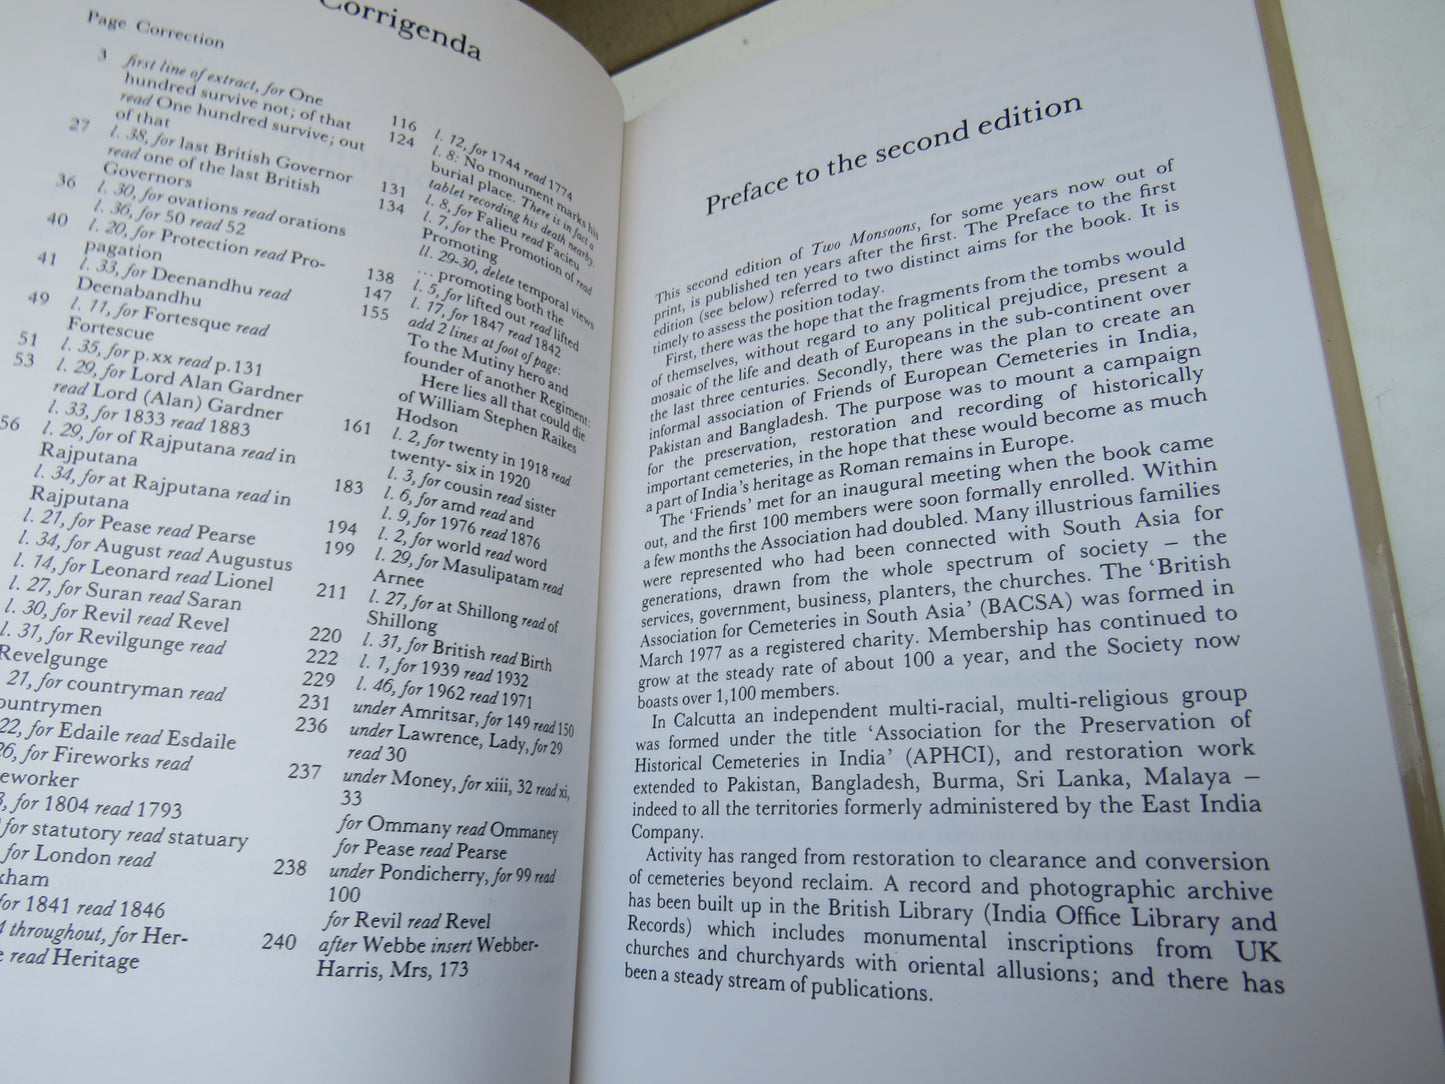 Corrigenda
Page Correction
3 first line of extract, for One
hundred survive not; of that
read One hundred survive; out
of that
27 l. 38, for last British Governor
read one of the last British
Governors
36 l. 30, for ovations read orations
l. 36, for 50 read 52
40 l. 20, for Protection read Pro-
pagation
41 l. 33, for Deenandhu read
Deenabandhu
49 l. 11, for Fortesque read
Fortescue
51 l. 35, for p.xx read p.131
53 l. 29, for Lord Alan Gardner
read Lord (Alan) Gardner
l. 33, for 1833 read 1883
56 l. 29, for of Rajputana read in
Rajputana
l. 34, for at Rajputana read in
Rajputana
l. 21, for Pease read Pearse
l. 34, for August read Augustus
l. 14, for Leonard read Lionel
l. 27, for Suran read Saran
l. 30, for Revil read Revel
l. 31, for Revilgunge read
Revelgunge
21, for countryman read
ountrymen
22, for Edaile read Esdaile
26, for Fireworks read
eworker
3, for 1804 read 1793
for statutory read statuary
for London read
xham
for 1841 read 1846
throughout, for Her-
read Heritage
116 l. 12, for 1744 read 1774
124 l. 8: No monument marks his
burial place. There is in fact a
tablet recording his death nearby.
131 l. 8, for Falieu read Facieu
134 l. 7, for the Promotion of read
Promoting
ll. 29-30, delete temporal views
... promoting both the
138 l. 5, for lifted out read lifted
147 l. 17, for 1847 read 1842
155 add 2 lines at foot of page:
To the Mutiny hero and
founder of another Regiment:
Here lies all that could die
of William Stephen Raikes
Hodson
161 l. 2, for twenty in 1918 read
twenty- six in 1920
l. 3, for cousin read sister
183 l. 6, for amd read and
l. 9, for 1976 read 1876
194 l. 2, for world read word
199 l. 29, for Masulipatam read
Arnee
211 l. 27, for at Shillong read of
Shillong
220 l. 31, for British read Birth
222 l. 1, for 1939 read 1932
229 l. 46, for 1962 read 1971
231 under Amritsar, for 149 read 150
236 under Lawrence, Lady, for 29
read 30
237 under Money, for xiii, 32 read xi,
33
for Ommany read Ommaney
for Pease read Pearse
238 under Pondicherry, for 99 read
100
for Revil read Revel
240 after Webbe insert Webber-
Harris, Mrs, 173
Preface to the second edition
This second edition of Two Monsoons, for some years now out of
print, is published ten years after the first. The Preface to the first
edition (see below) referred to two distinct aims for the book. It is
timely to assess the position today.
First, there was the hope that the fragments from the tombs would
of themselves, without regard to any political prejudice, present a
mosaic of the life and death of Europeans in the sub-continent over
the last three centuries. Secondly, there was the plan to create an
informal association of Friends of European Cemeteries in India,
Pakistan and Bangladesh. The purpose was to mount a campaign
for the preservation, restoration and recording of historically
important cemeteries, in the hope that these would become as much
a part of India's heritage as Roman remains in Europe.
The 'Friends' met for an inaugural meeting when the book came
out, and the first 100 members were soon formally enrolled. Within
a few months the Association had doubled. Many illustrious families
were represented who had been connected with South Asia for
generations, drawn from the whole spectrum of society – the
services, government, business, planters, the churches. The 'British
Association for Cemeteries in South Asia' (BACSA) was formed in
March 1977 as a registered charity. Membership has continued to
grow at the steady rate of about 100 a year, and the Society now
boasts over 1,100 members.
In Calcutta an independent multi-racial, multi-religious group
was formed under the title 'Association for the Preservation of
Historical Cemeteries in India' (APHCI), and restoration work
extended to Pakistan, Bangladesh, Burma, Sri Lanka, Malaya –
indeed to all the territories formerly administered by the East India
Company.
Activity has ranged from restoration to clearance and conversion
of cemeteries beyond reclaim. A record and photographic archive
has been built up in the British Library (India Office Library and
Records) which includes monumental inscriptions from UK
churches and churchyards with oriental allusions; and there has
been a steady stream of publications.